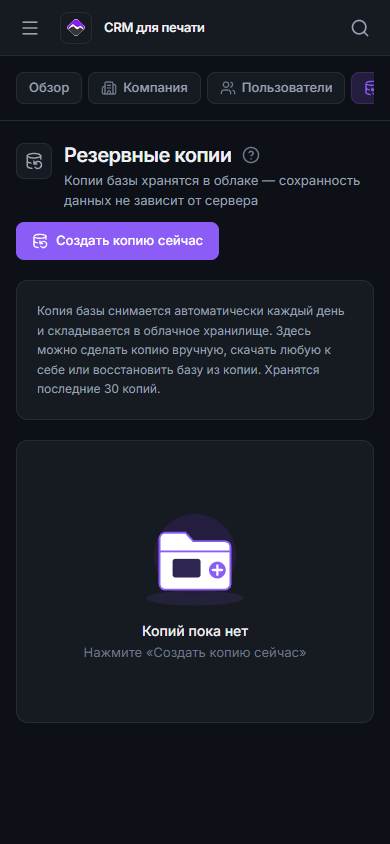 CRM для печати
Обзор
Компания
Пользователи
Резервные копии
Копии базы хранятся в облаке — сохранность
данных не зависит от сервера
Создать копию сейчас
Копия базы снимается автоматически каждый день
и складывается в облачное хранилище. Здесь
можно сделать копию вручную, скачать любую к
себе или восстановить базу из копии. Хранятся
последние 30 копий.
Копий пока нет
Нажмите «Создать копию сейчас»